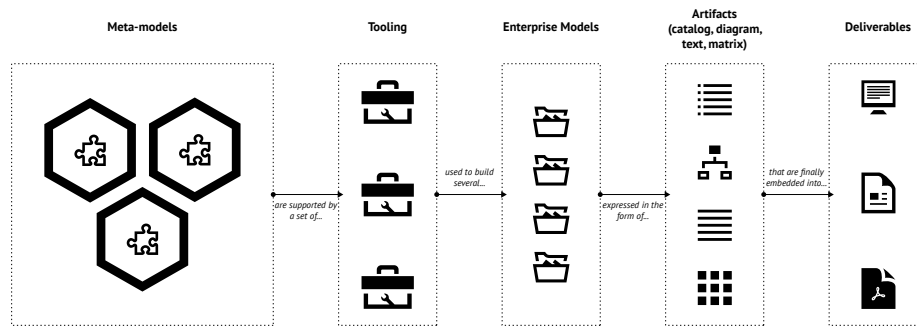 Meta-models
Tooling
Enterprise Models
Artifacts
(catalog, diagram,
text, matrix)
Deliverables
are supported by
a set of...
used to build
several...
expressed in the
form of...
that are finally
embedded into...